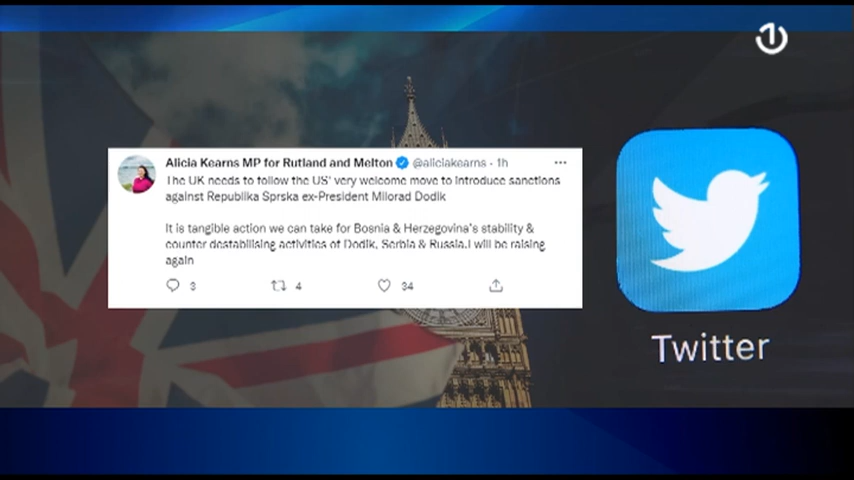 Alicia Kearns MP for Rutland and Melton @aliciakearns · 1h
The UK needs to follow the US' very welcome move to introduce sanctions
against Republika Sprska ex-President Milorad Dodik
It is tangible action we can take for Bosnia & Herzegovina's stability &
counter destabilising activities of Dodik, Serbia & Russia.I will be raising
again
3 4 34
Twitter